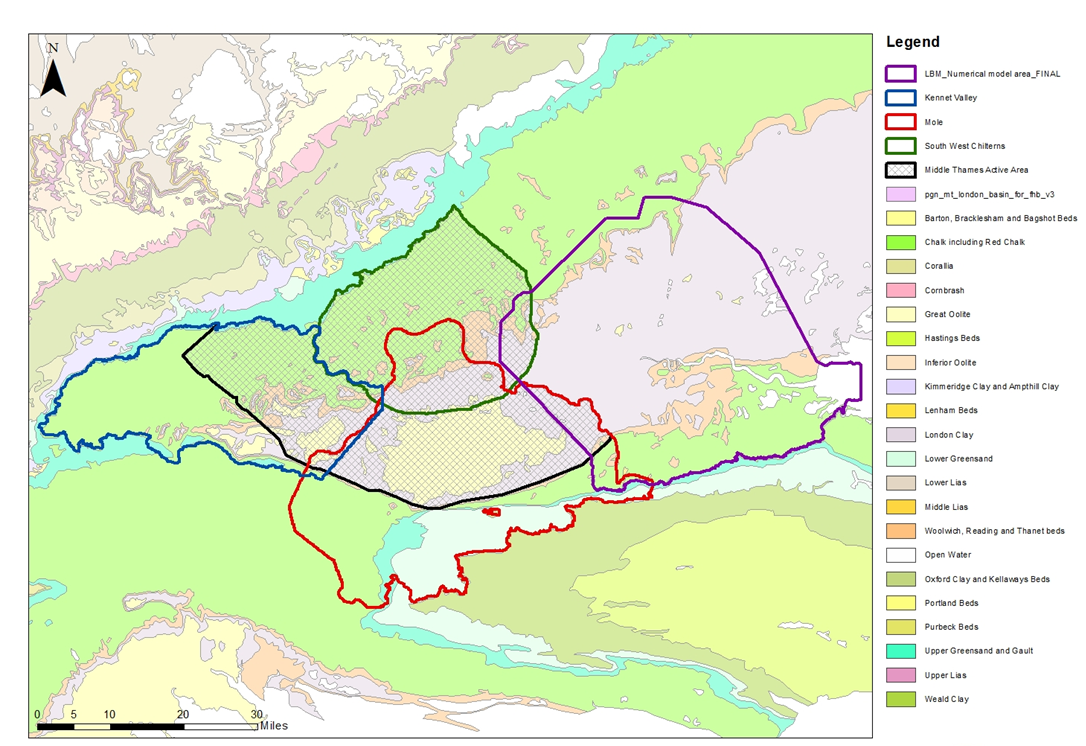 N
0 5 10 20 30
Miles
Legend
LBM_Numerical model area_FINAL
Kennet Valley
Mole
South West Chilterns
Middle Thames Active Area
pgn_mt_london_basin_for_fhb_v3
Barton, Bracklesham and Bagshot Beds
Chalk including Red Chalk
Corallia
Cornbrash
Great Oolite
Hastings Beds
Inferior Oolite
Kimmeridge Clay and Ampthill Clay
Lenham Beds
London Clay
Lower Greensand
Lower Lias
Middle Lias
Woolwich, Reading and Thanet beds
Open Water
Oxford Clay and Kellaways Beds
Portland Beds
Purbeck Beds
Upper Greensand and Gault
Upper Lias
Weald Clay